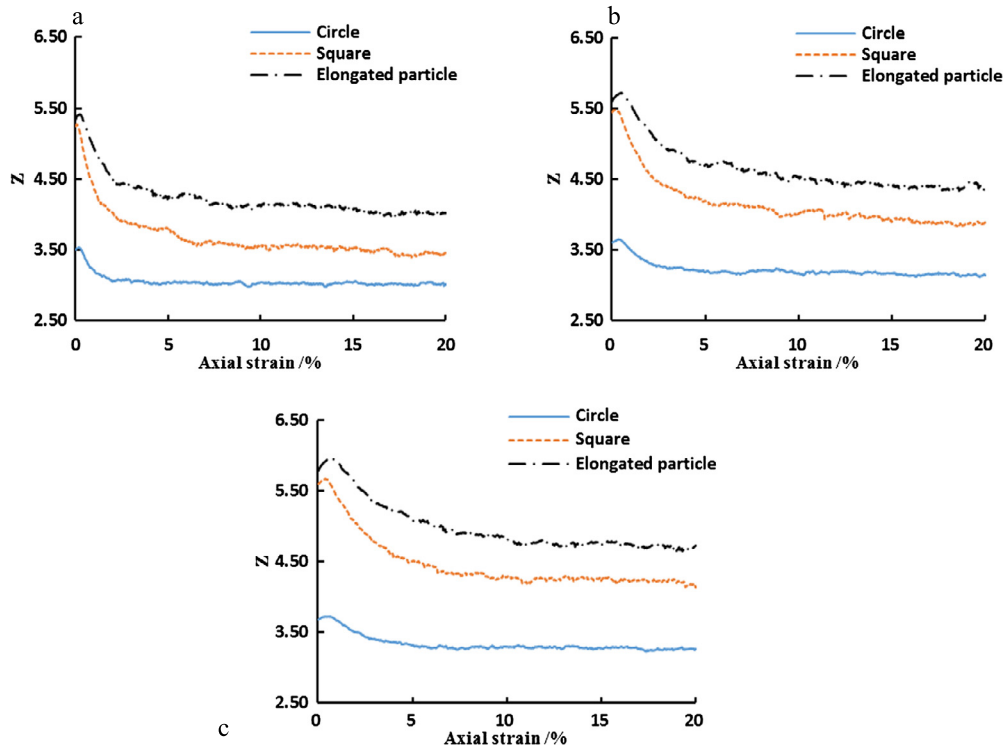 a
6.50
5.50
4.50
3.50
2.50
Z
Circle
Square
Elongated particle
0 5 10 15 20
Axial strain /%
b
6.50
5.50
4.50
3.50
2.50
Z
Circle
Square
Elongated particle
0 5 10 15 20
Axial strain /%
c
6.50
5.50
4.50
3.50
2.50
Z
Circle
Square
Elongated particle
0 5 10 15 20
Axial strain /%